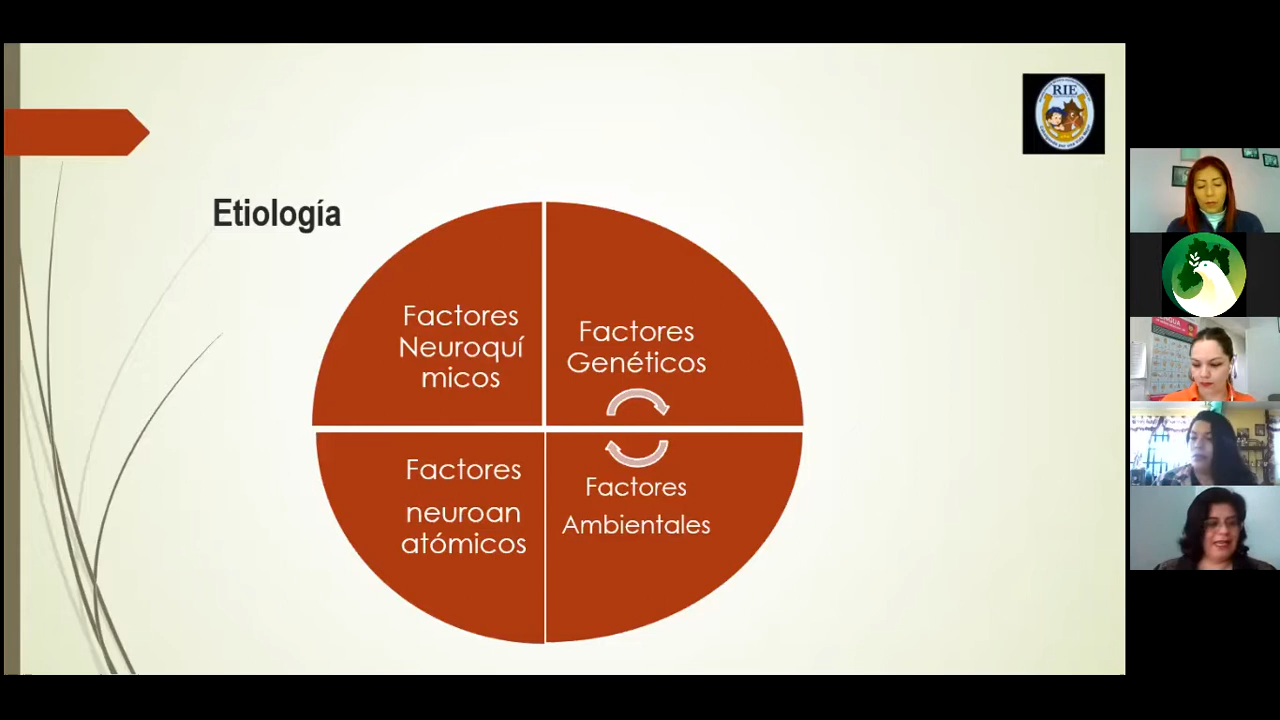 RIE
Etiología
Factores
Neuroquí
micos
Factores
Genéticos
Factores
neuroan
atómicos
Factores
Ambientales